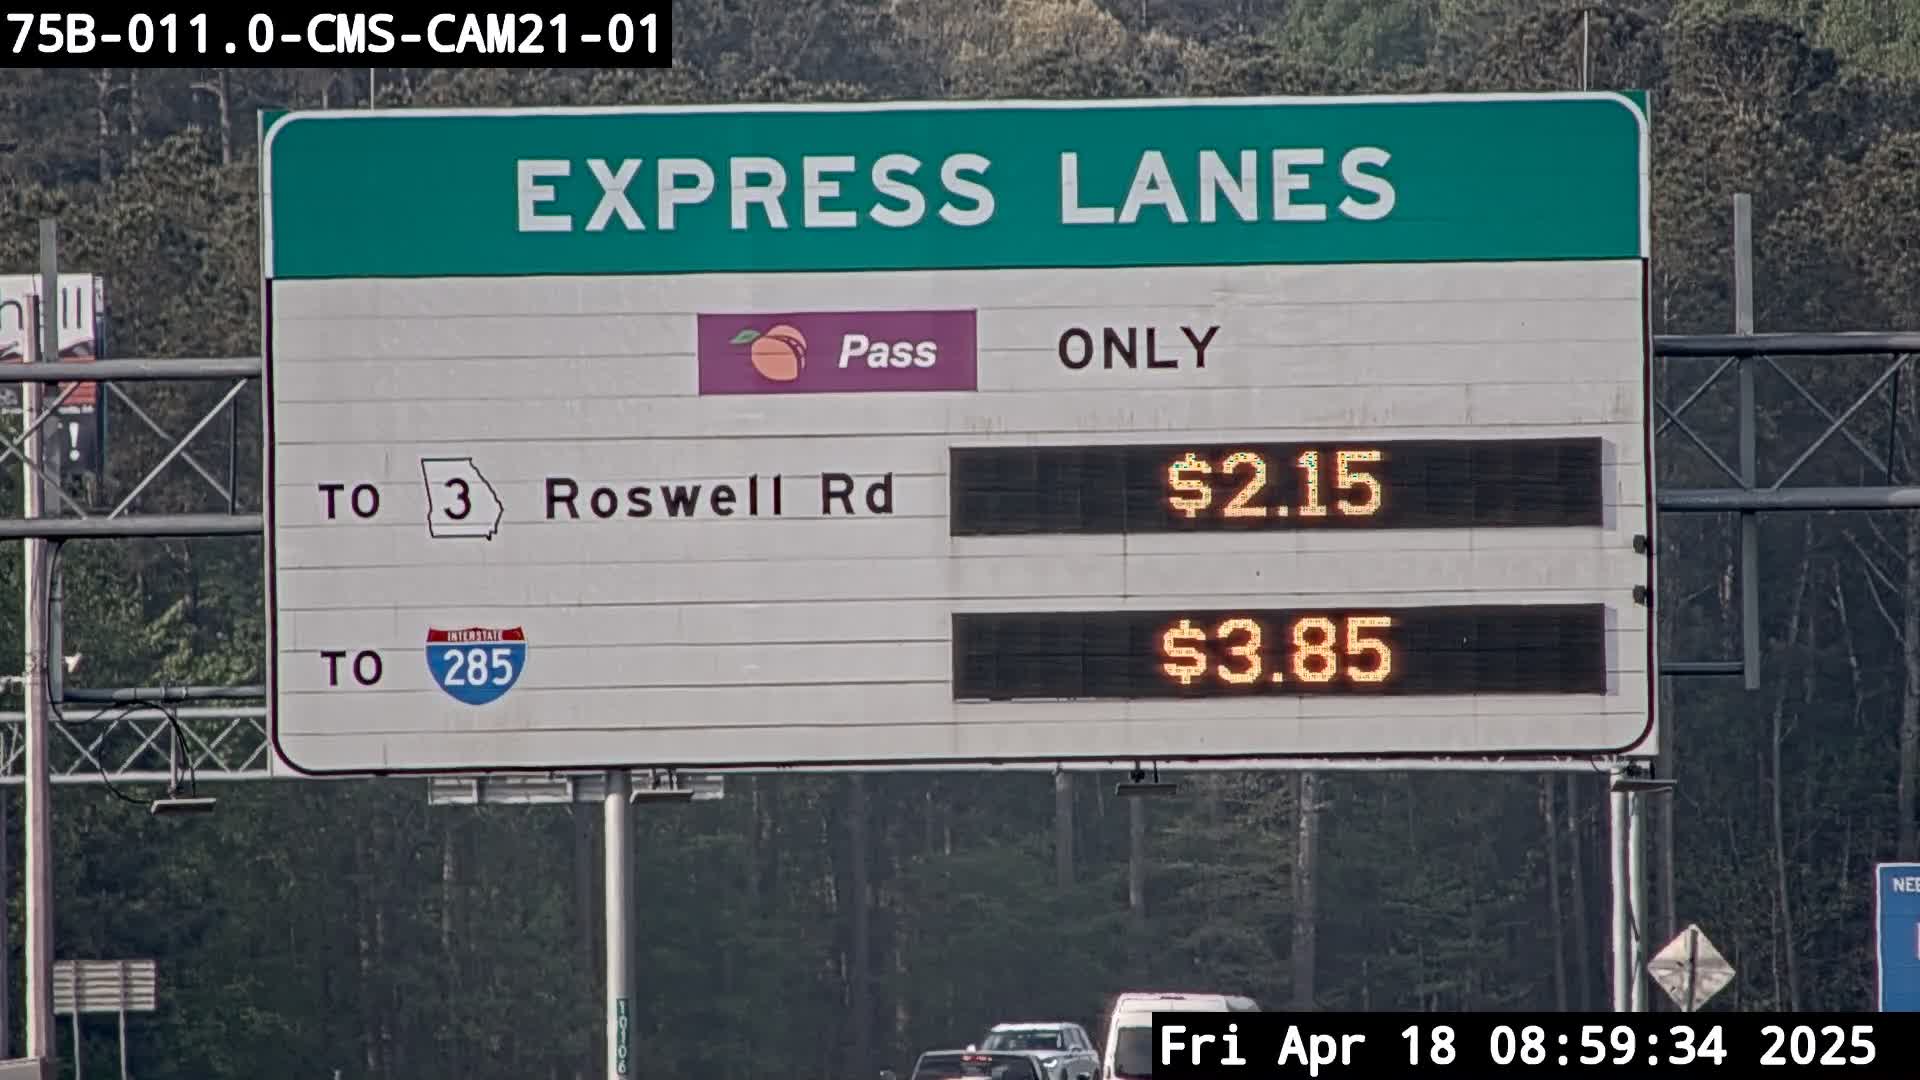 75B-011.0-CMS-CAM21-01
EXPRESS LANES
Pass ONLY
TO 3 Roswell Rd $2.15
TO INTERSTATE 285 $3.85
!
NEE
Fri Apr 18 08:59:34 2025